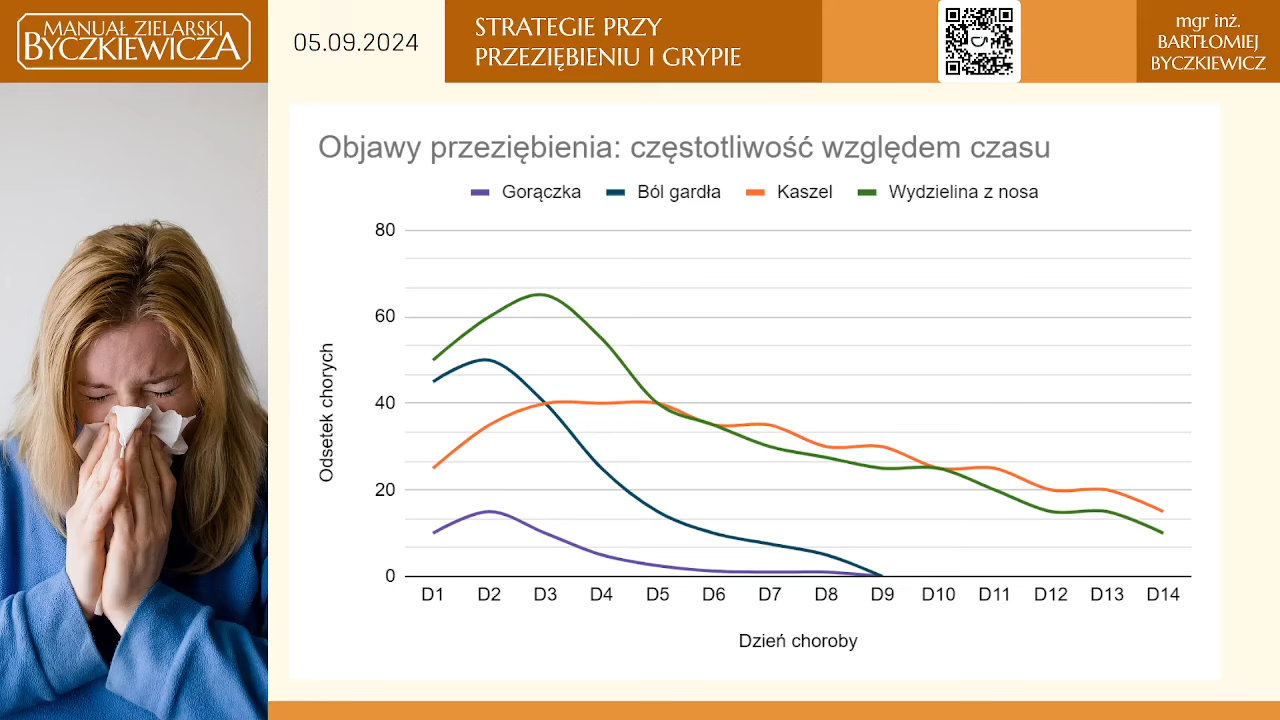 MANUAŁ ZIELARSKI
BYCZKIEWICZA
05.09.2024
STRATEGIE PRZY
PRZEZIĘBIENIU I GRYPIE
mgr inż.
BARTŁOMIEJ
BYCZKIEWICZ
Objawy przeziębienia: częstotliwość względem czasu
Gorączka Ból gardła Kaszel Wydzielina z nosa
Odsetek chorych
80
60
40
20
0
D1 D2 D3 D4 D5 D6 D7 D8 D9 D10 D11 D12 D13 D14
Dzień choroby